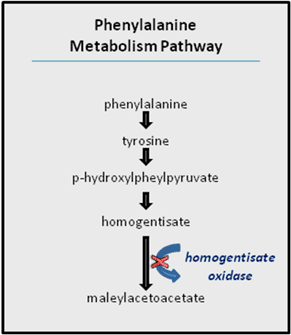 Phenylalanine
Metabolism Pathway
phenylalanine
tyrosine
p-hydroxylpheylpyruvate
homogentisate
homogentisate
oxidase
maleylacetoacetate